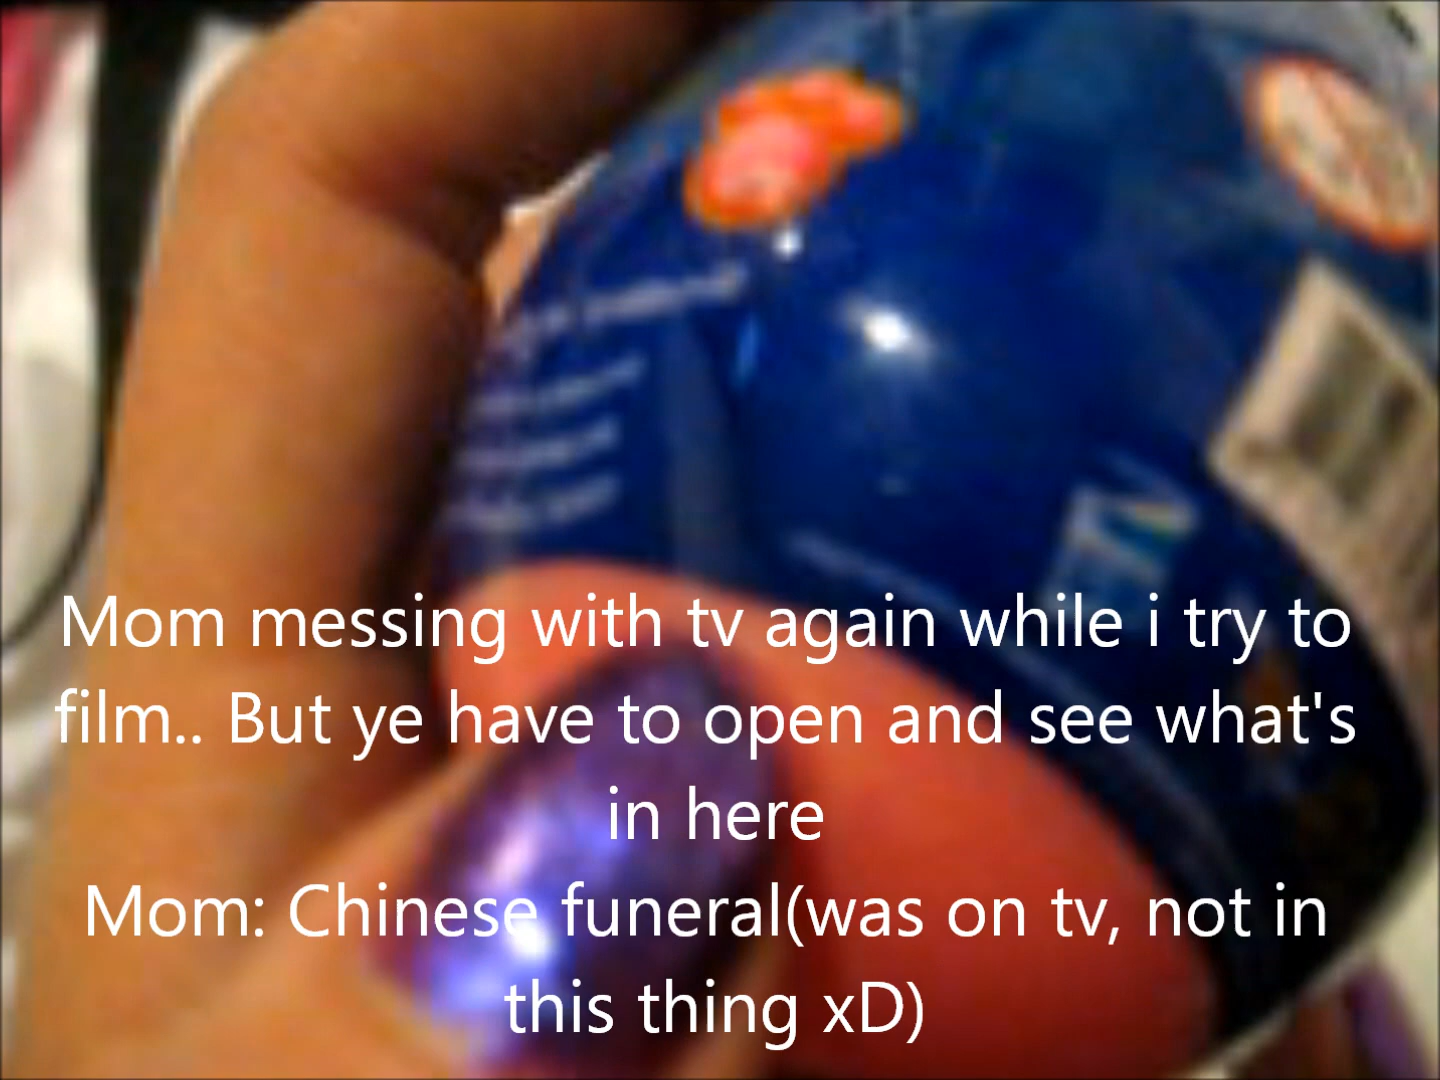 Mom messing with tv again while i try to
film.. But ye have to open and see what's
in here
Mom: Chinese funeral(was on tv, not in
this thing xD)